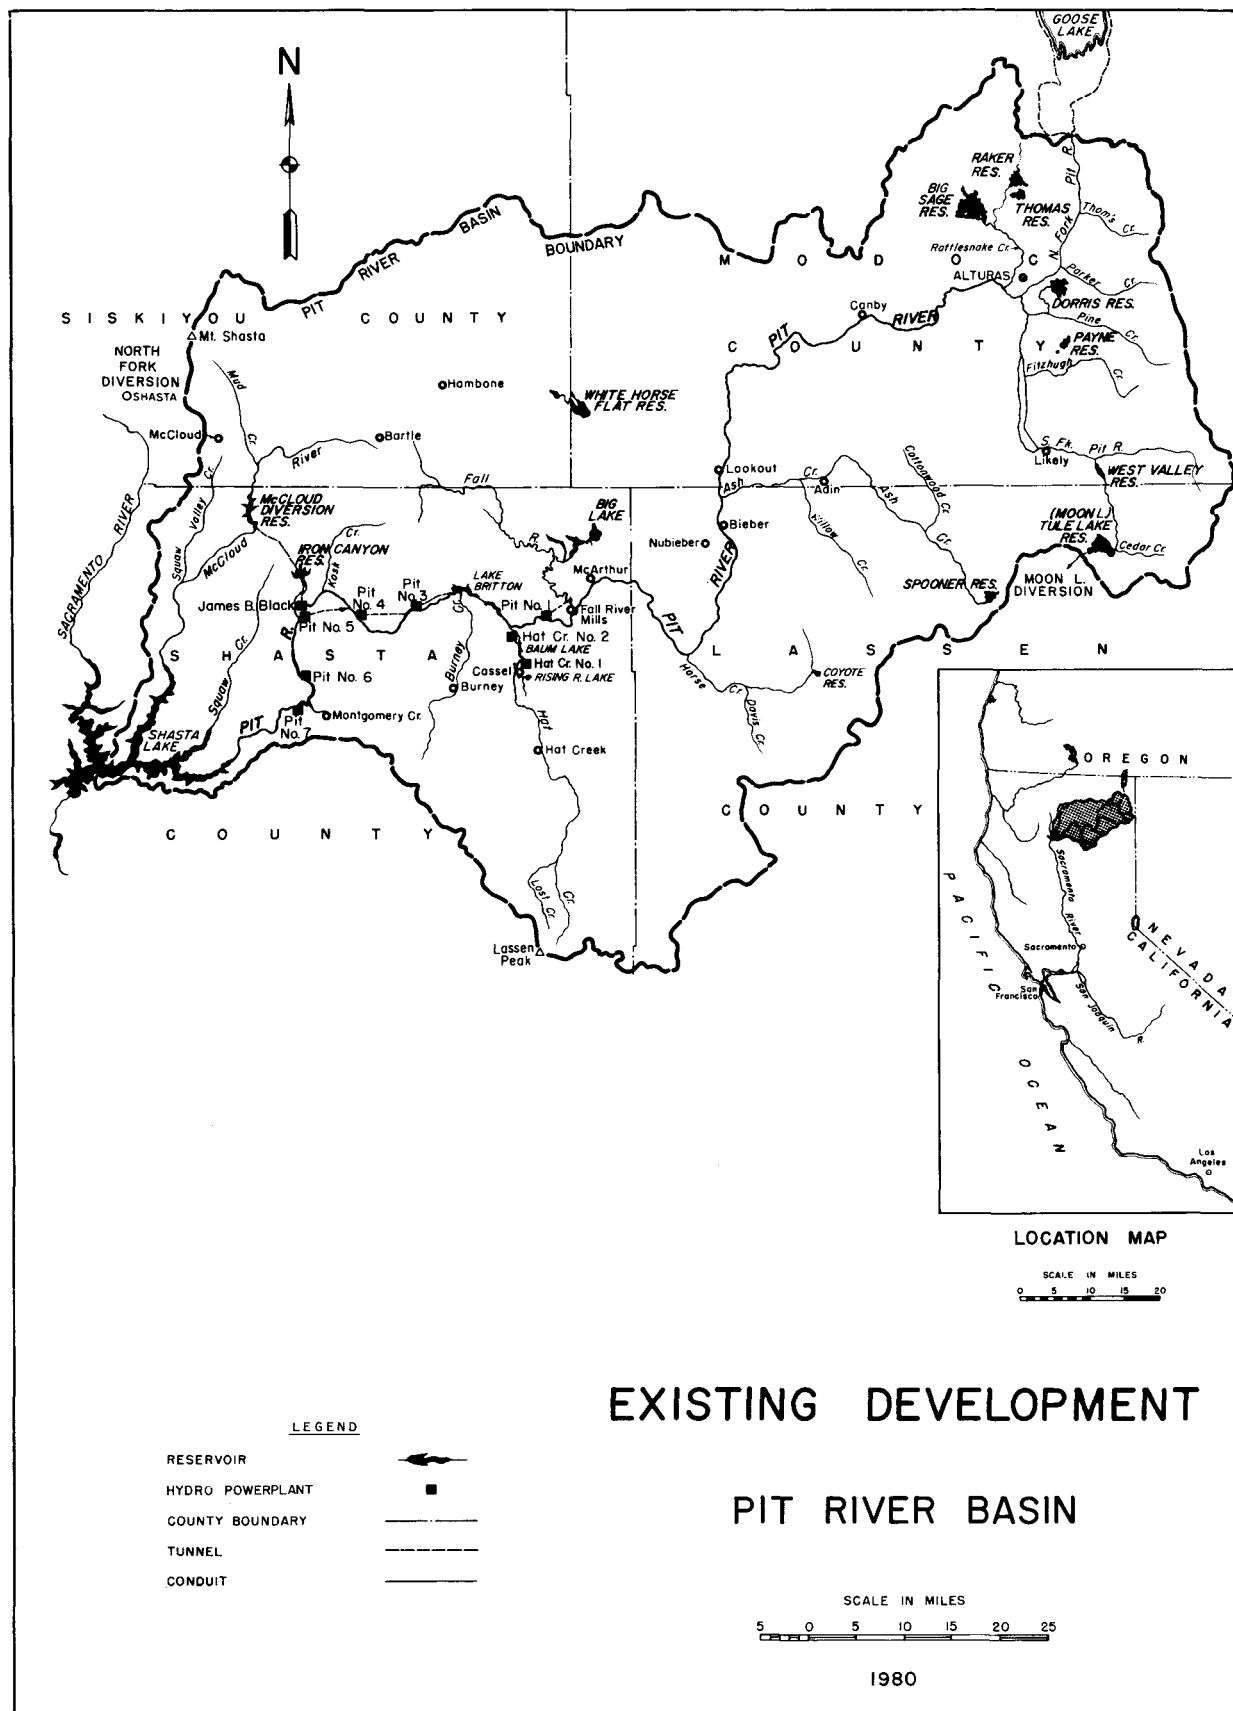 GOOSE
LAKE
N
RAKER
RES.
Pit R.
N. Fork
BIG
SAGE
RES.
THOMAS
RES.
Thom's
Cr.
PIT RIVER BASIN BOUNDARY
Rattlesnake Cr.
MODOC
ALTURAS
Parker
Cr.
DORRIS RES.
Canby
PIT RIVER
Pine
Cr.
SISKIYOU COUNTY
Mt. Shasta
COUNTY
PAYNE
RES.
Fitzhugh
Cr.
NORTH
FORK
DIVERSION
SHASTA
Mud
Cr.
Hambone
WHITE HORSE
FLAT RES.
McCloud
Bartle
River
S. Fk. Pit R.
Likely
Lookout
Ash
Cr.
Adin
Ash
Cr.
Cottonwood Cr.
WEST VALLEY
RES.
Fall
R.
SACRAMENTO RIVER
Squaw Valley Cr.
McCLOUD
DIVERSION
RES.
BIG
LAKE
Bieber
Willow
Cr.
(MOON L.)
TULE LAKE
RES.
McCloud
IRON CANYON
RES.
Kosk
Cr.
Nubieber
RIVER
Cedar Cr.
McArthur
LAKE
BRITTON
SPOONER RES.
MOON L.
DIVERSION
James B. Black
Pit
No. 4
Pit
No. 3
Pit No. 1
Fall River
Mills
PIT
Pit No. 5
R.
Hat Cr. No. 2
BAUM LAKE
SHASTA
Squaw
Cr.
Burney
Cr.
LASSEN
Cassel
Hat Cr. No. 1
RISING R. LAKE
Horse
Cr.
COYOTE
RES.
Pit No. 6
Burney
Davis Cr.
PIT
Pit
No. 7
Montgomery Cr.
SHASTA
LAKE
Hat
Hat Creek
COUNTY
COUNTY
Lost Cr.
Cr.
Lassen
Peak
OREGON
Sacramento
River
Sacramento
NEVADA
CALIFORNIA
San
Francisco
San Joaquin
R.
PACIFIC
OCEAN
Los
Angeles
LOCATION MAP
SCALE IN MILES
0 5 10 15 20
EXISTING DEVELOPMENT
PIT RIVER BASIN
LEGEND
RESERVOIR
HYDRO POWERPLANT
COUNTY BOUNDARY
TUNNEL
CONDUIT
SCALE IN MILES
5 0 5 10 15 20 25
1980